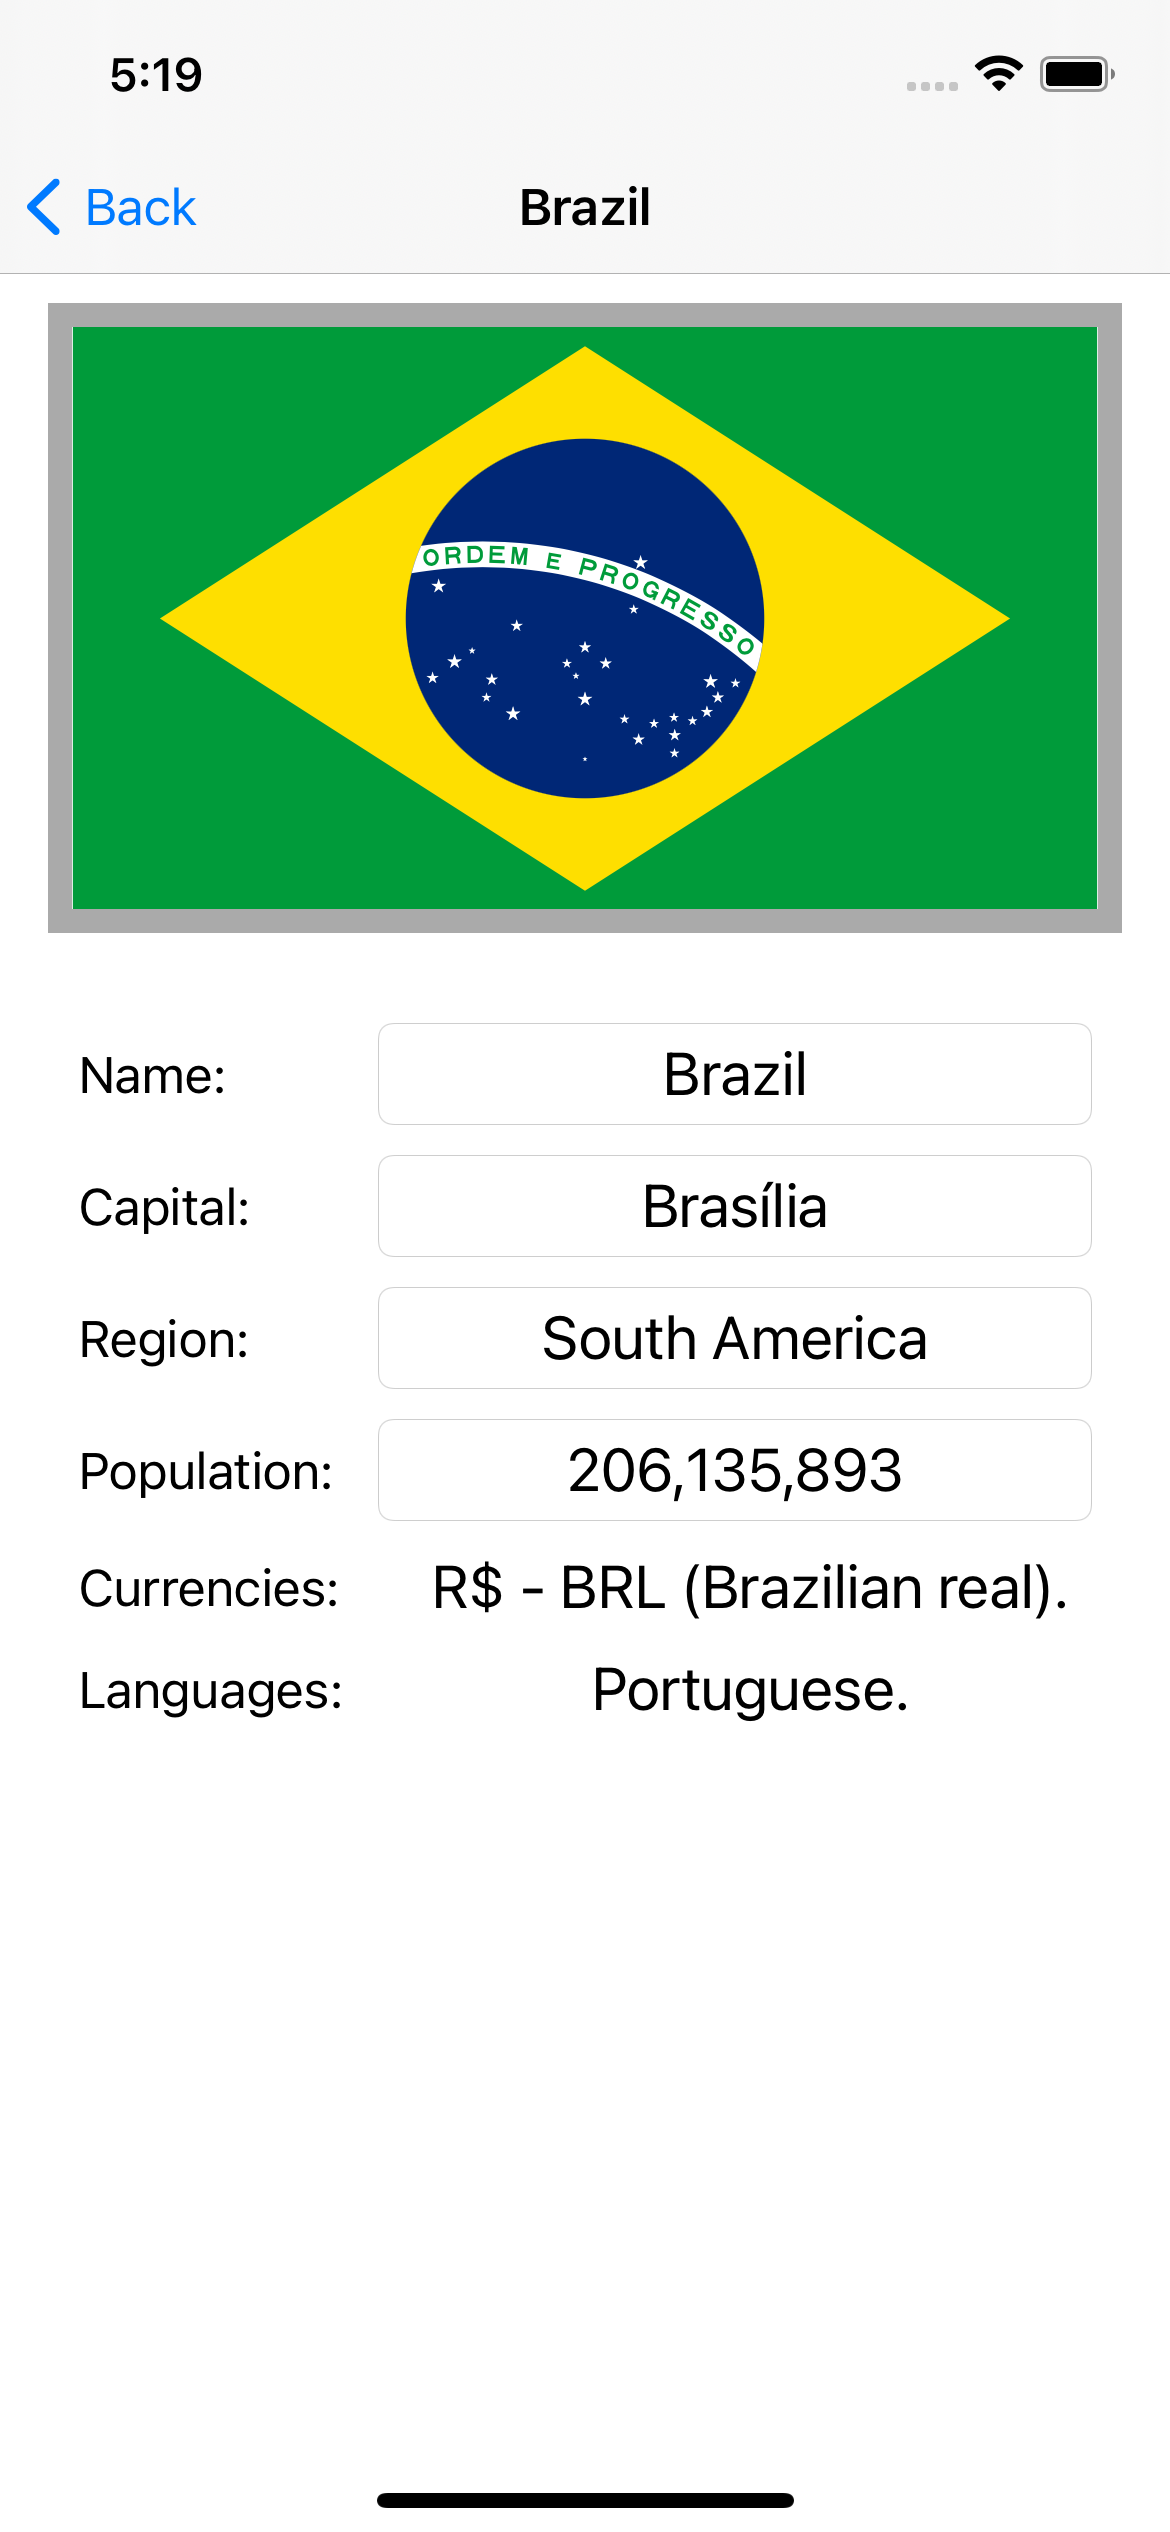 5:19
Back
Brazil
ORDEM E PROGRESSO
Name:
Brazil
Capital:
Brasília
Region:
South America
Population:
206,135,893
Currencies:
R$ - BRL (Brazilian real).
Languages:
Portuguese.